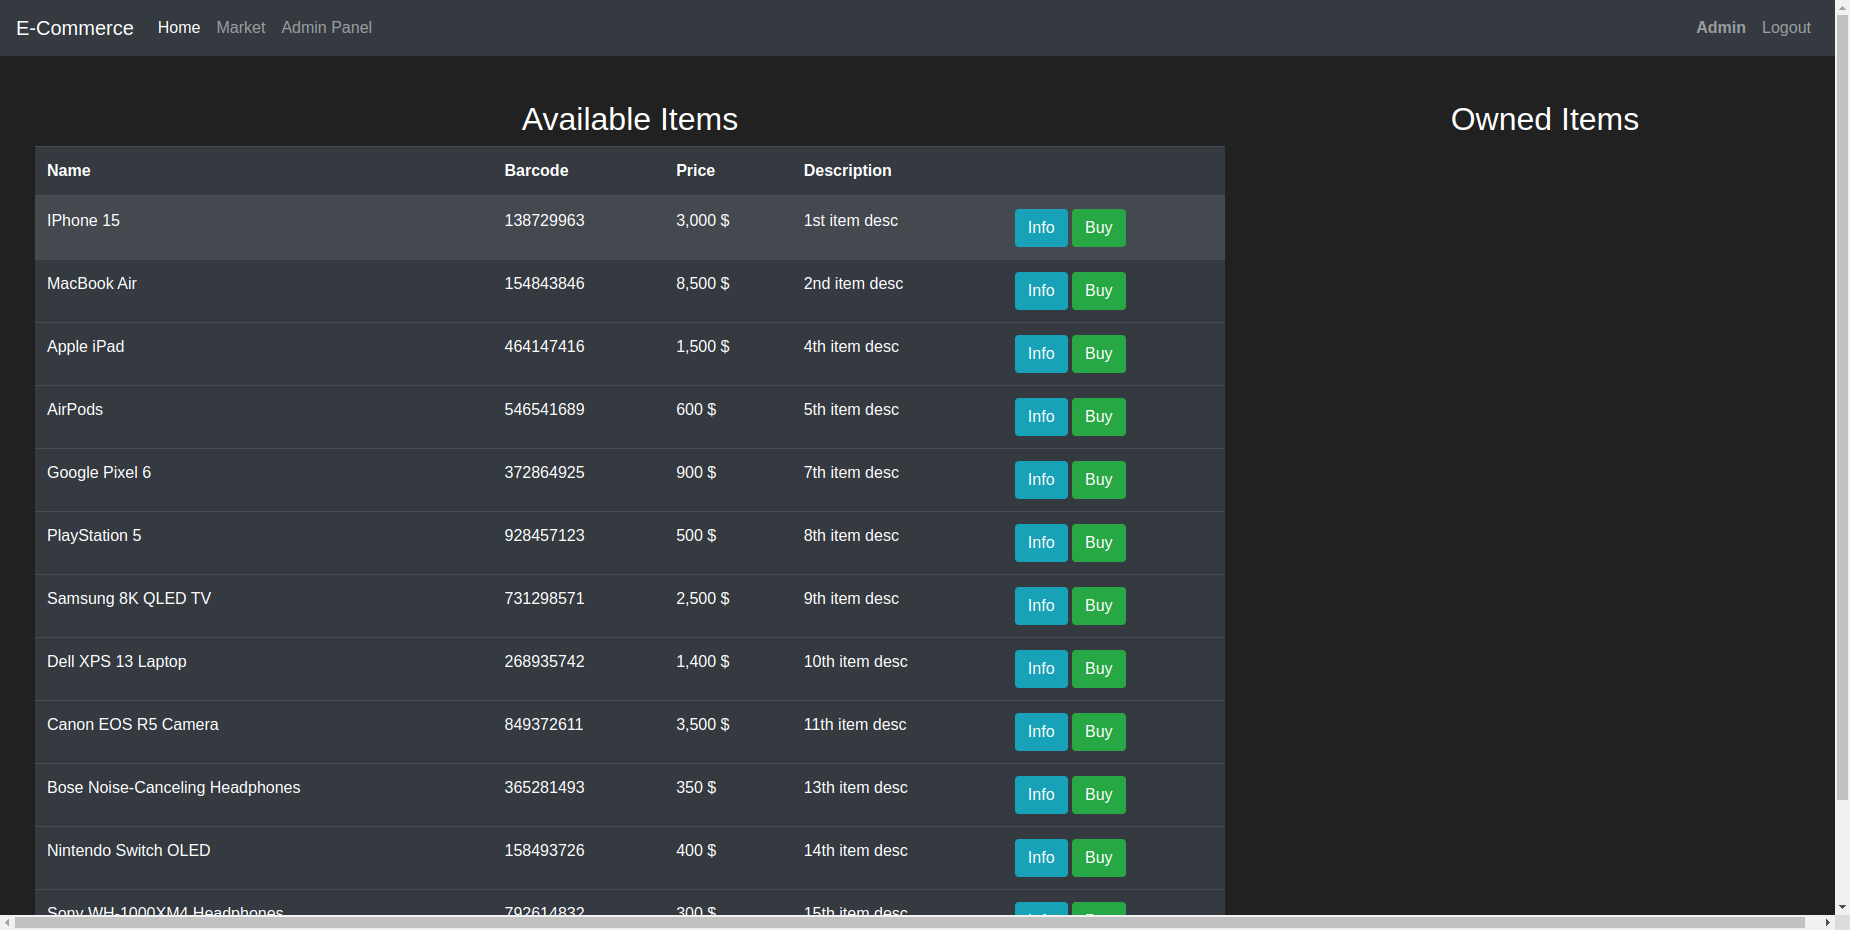 E-Commerce Home Market Admin Panel Admin Logout
Available Items
Owned Items
Name Barcode Price Description
IPhone 15 138729963 3,000 $ 1st item desc Info Buy
MacBook Air 154843846 8,500 $ 2nd item desc Info Buy
Apple iPad 464147416 1,500 $ 4th item desc Info Buy
AirPods 546541689 600 $ 5th item desc Info Buy
Google Pixel 6 372864925 900 $ 7th item desc Info Buy
PlayStation 5 928457123 500 $ 8th item desc Info Buy
Samsung 8K QLED TV 731298571 2,500 $ 9th item desc Info Buy
Dell XPS 13 Laptop 268935742 1,400 $ 10th item desc Info Buy
Canon EOS R5 Camera 849372611 3,500 $ 11th item desc Info Buy
Bose Noise-Canceling Headphones 365281493 350 $ 13th item desc Info Buy
Nintendo Switch OLED 158493726 400 $ 14th item desc Info Buy
Sony WH-1000XM4 Headphones 792614832 300 $ 15th item desc